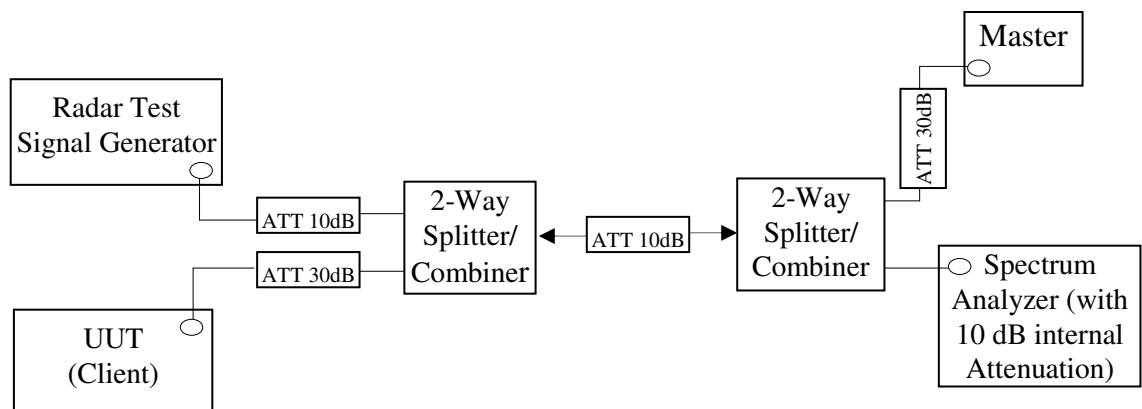 Master
Radar Test
Signal Generator
ATT 30dB
2-Way
Splitter/
Combiner
2-Way
Splitter/
Combiner
ATT 10dB
ATT 10dB
ATT 30dB
UUT
(Client)
Spectrum
Analyzer (with
10 dB internal
Attenuation)